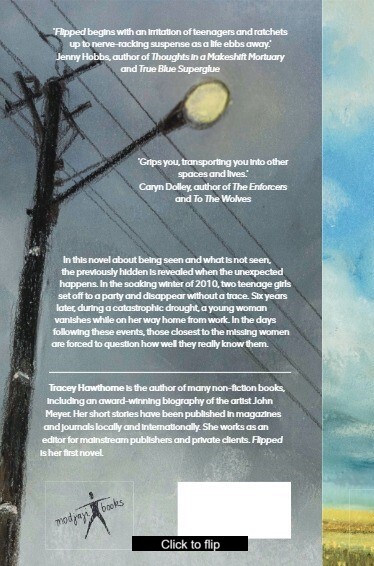 'Flipped begins with an irritation of teenagers and ratchets
up to nerve-racking suspense as a life ebbs away.'
Jenny Hobbs, author of Thoughts in a Makeshift Mortuary
and True Blue Superglue
'Grips you, transporting you into other
spaces and lives.'
Caryn Dolley, author of The Enforcers
and To The Wolves
In this novel about being seen and what is not seen,
the previously hidden is revealed when the unexpected
happens. In the soaking winter of 2010, two teenage girls
set off to a party and disappear without a trace. Six years
later, during a catastrophic drought, a young woman
vanishes while on her way home from work. In the days
following these events, those closest to the missing women
are forced to question how well they really know them.
Tracey Hawthorne is the author of many non-fiction books,
including an award-winning biography of the artist John
Meyer. Her short stories have been published in magazines
and journals locally and internationally. She works as an
editor for mainstream publishers and private clients. Flipped
is her first novel.
modjaji books
Click to flip